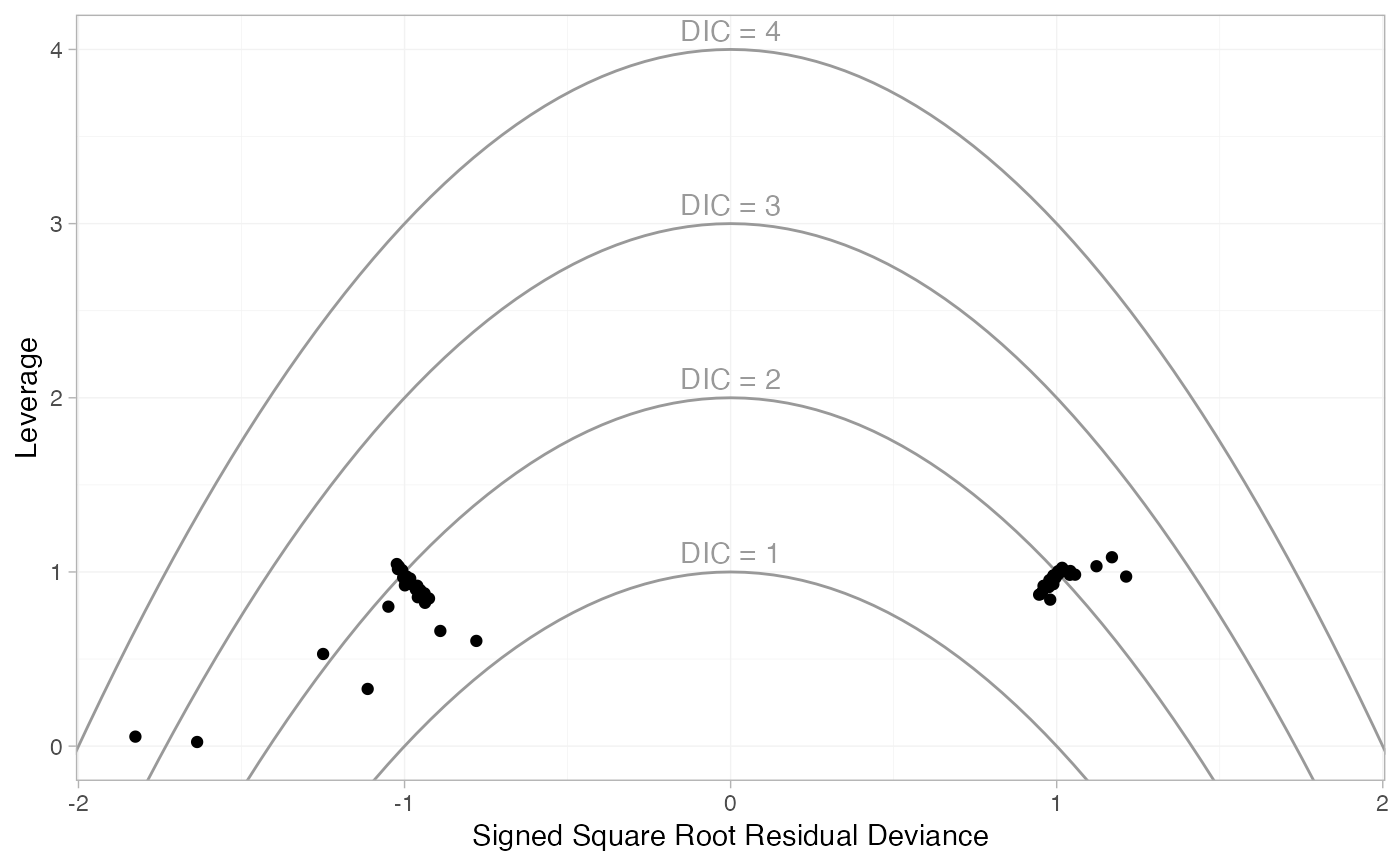 DIC = 4
4
DIC = 3
3
DIC = 2
2
DIC = 1
1
0
Leverage
-2 -1 0 1 2
Signed Square Root Residual Deviance